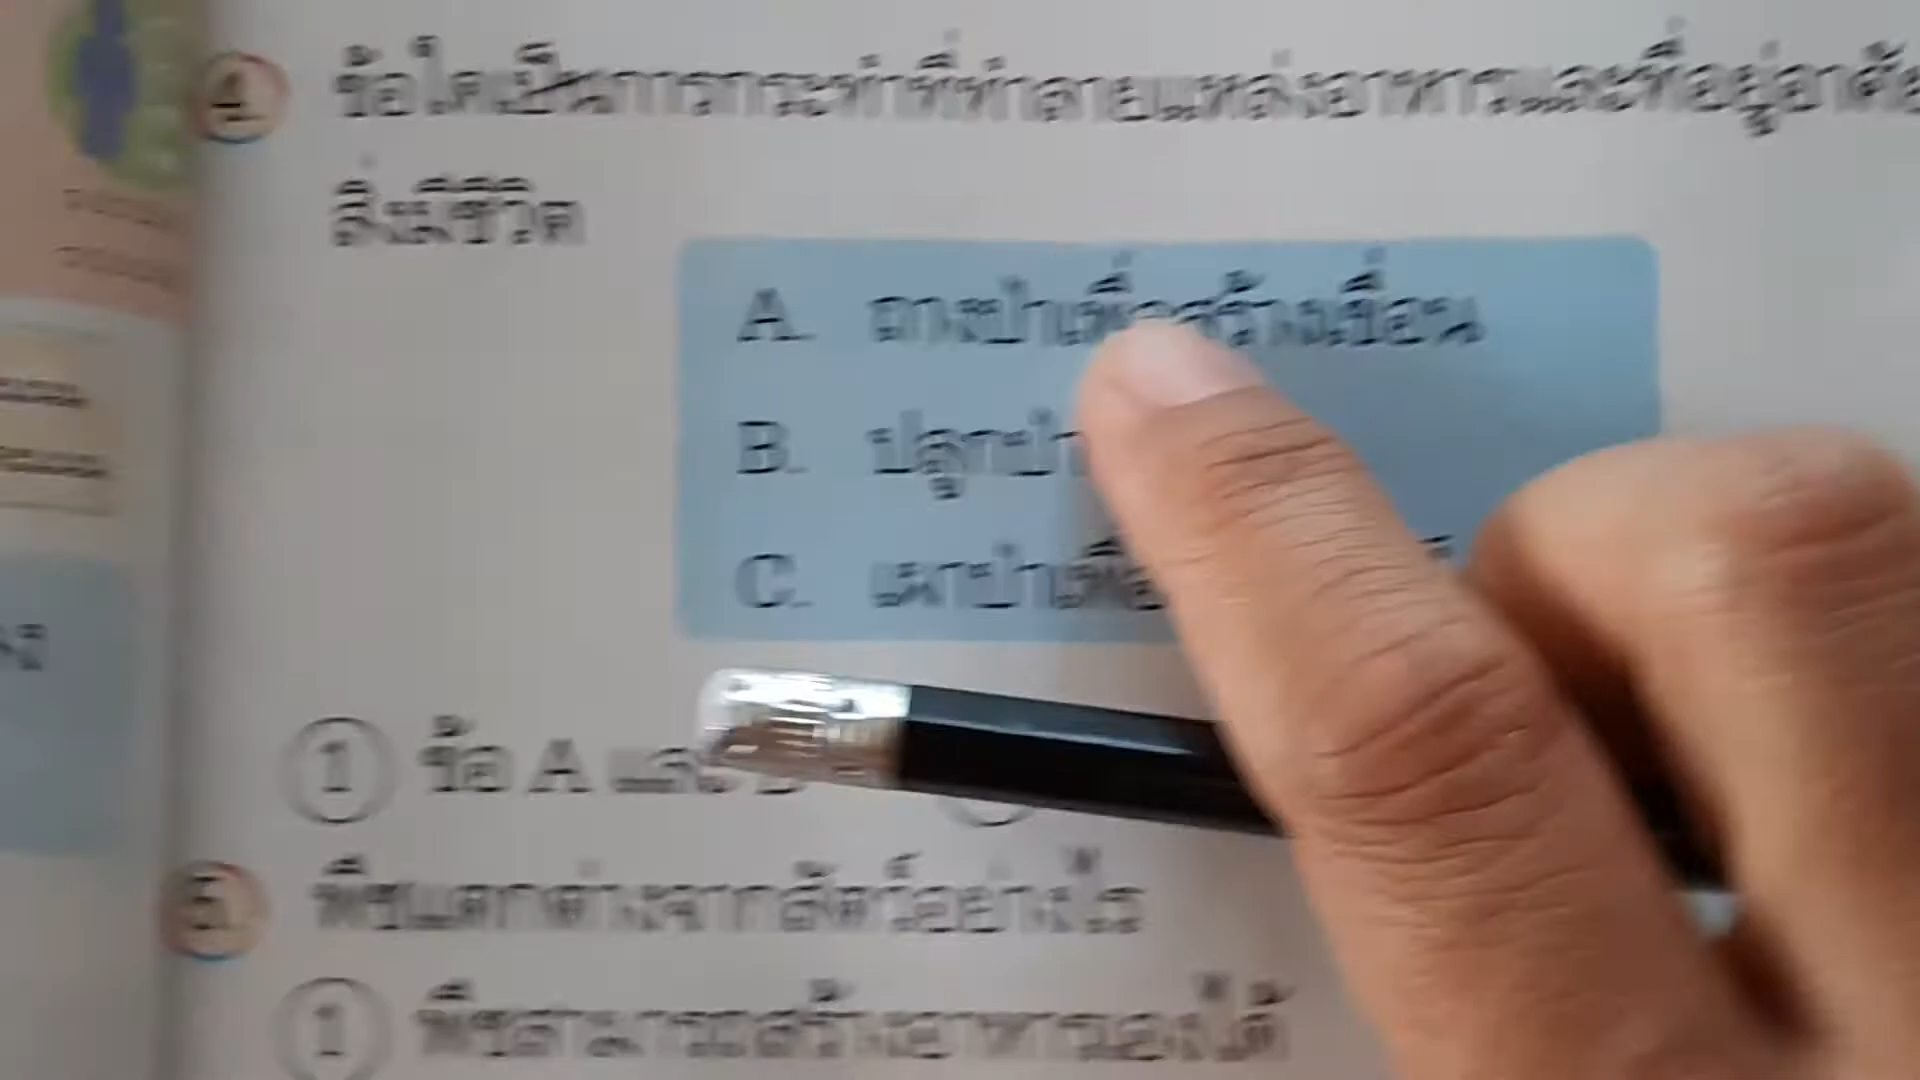 4. ข้อใดเป็นการกระทำที่ทำลายแหล่งอาหารและที่อยู่อาศัย
สิ่งมีชีวิต
A. ถางป่าเพื่อสร้างเขื่อน
B. ปลูกป่า
C. เผาป่าเพื่อ
1 ข้อ A และ B
5. พืชแตกต่างจากสัตว์อย่างไร
1 พืชสามารถสร้างอาหารเองได้